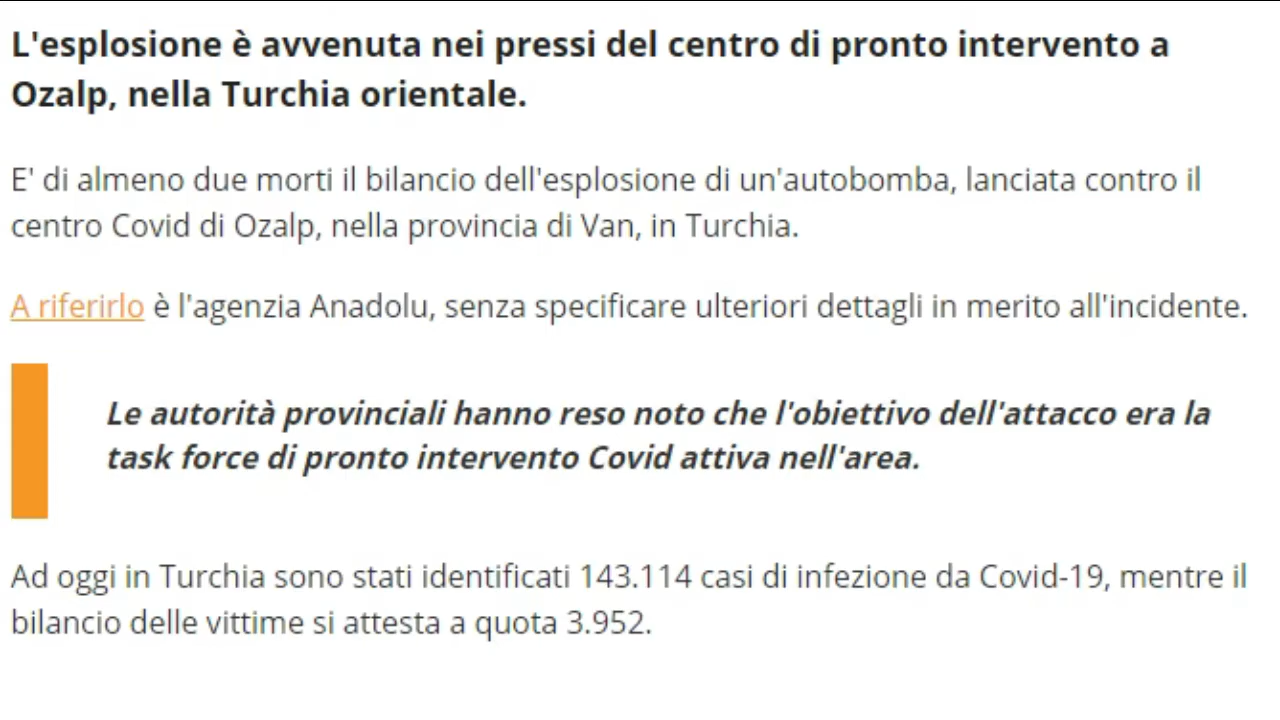 L'esplosione è avvenuta nei pressi del centro di pronto intervento a
Ozalp, nella Turchia orientale.
E' di almeno due morti il bilancio dell'esplosione di un'autobomba, lanciata contro il
centro Covid di Ozalp, nella provincia di Van, in Turchia.
A riferirlo è l'agenzia Anadolu, senza specificare ulteriori dettagli in merito all'incidente.
Le autorità provinciali hanno reso noto che l'obiettivo dell'attacco era la
task force di pronto intervento Covid attiva nell'area.
Ad oggi in Turchia sono stati identificati 143.114 casi di infezione da Covid-19, mentre il
bilancio delle vittime si attesta a quota 3.952.